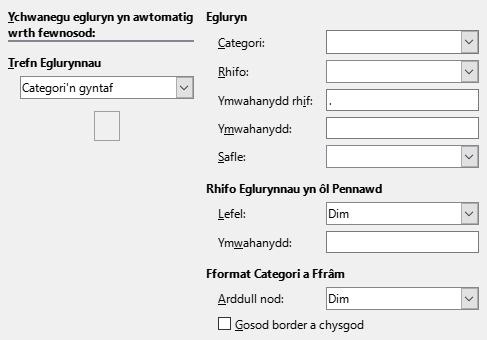 Ychwanegu egluryn yn awtomatig
wrth fewnosod:
Trefn Eglurynnau
Categori'n gyntaf
Egluryn
Categori:
Rhifo:
Ymwahanydd rhif: .
Ymwahanydd:
Safle:
Rhifo Eglurynnau yn ôl Pennawd
Lefel: Dim
Ymwahanydd:
Fformat Categori a Ffrâm
Arddull nod: Dim
Gosod border a chysgod